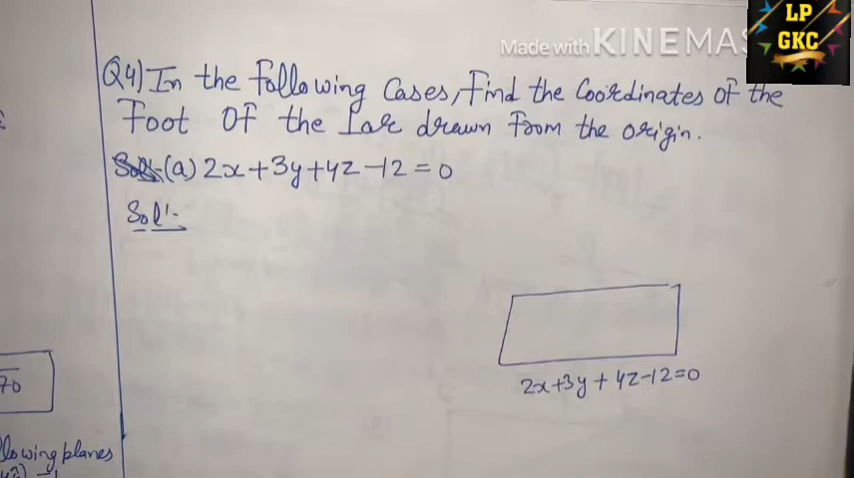 Made with KINEMAS
LP
GKC
Q4) In the following Cases, Find the Coordinates of the
Foot Of the Lar drawn From the origin.
(a) 2x+3y+4z-12=0
Sol':-
2x+3y+4z-12=0
70
llowing planes